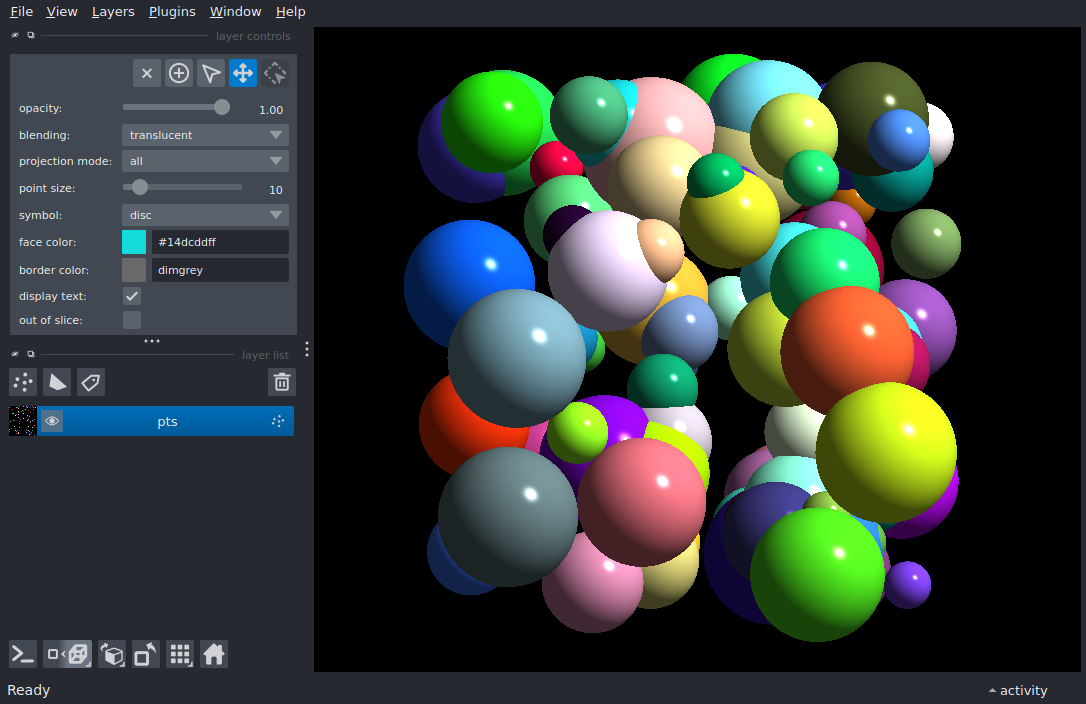 File View Layers Plugins Window Help
layer controls
opacity: 1.00
blending: translucent
projection mode: all
point size: 10
symbol: disc
face color: #14dcddff
border color: dimgrey
display text:
out of slice:
layer list
pts
Ready
activity